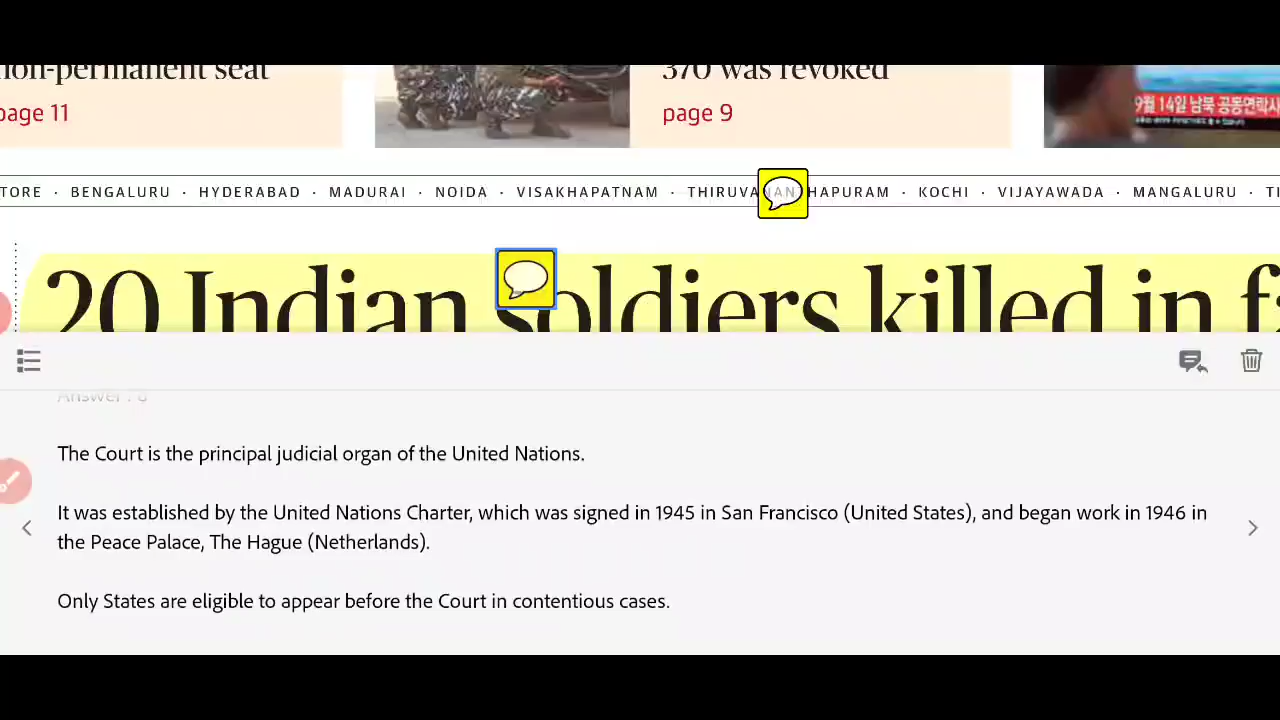 non-permanent seat
page 11
370 was revoked
page 9
9월 14일 남북 공동연락사
TORE · BENGALURU · HYDERABAD · MADURAI · NOIDA · VISAKHAPATNAM · THIRUVANANTHAPURAM · KOCHI · VIJAYAWADA · MANGALURU · TI
20 Indian soldiers killed in f
Answer :
The Court is the principal judicial organ of the United Nations.
It was established by the United Nations Charter, which was signed in 1945 in San Francisco (United States), and began work in 1946 in
the Peace Palace, The Hague (Netherlands).
Only States are eligible to appear before the Court in contentious cases.